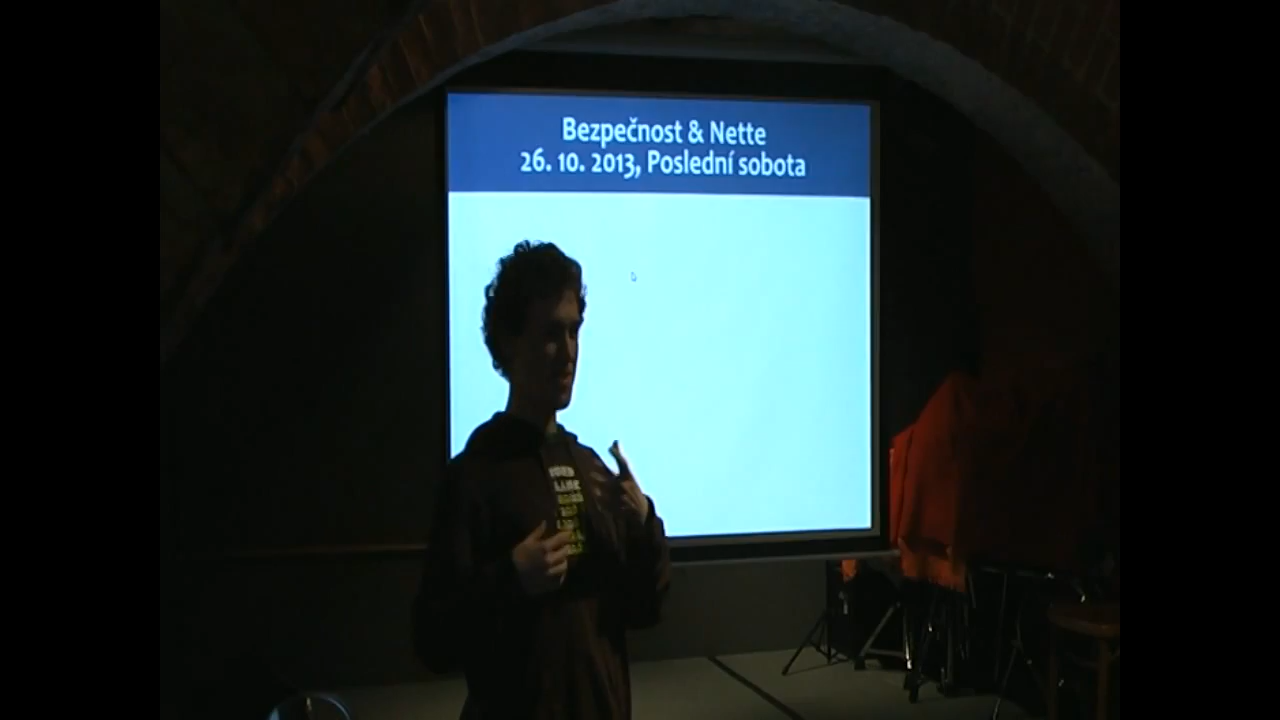 Bezpečnost & Nette
26. 10. 2013, Poslední sobota